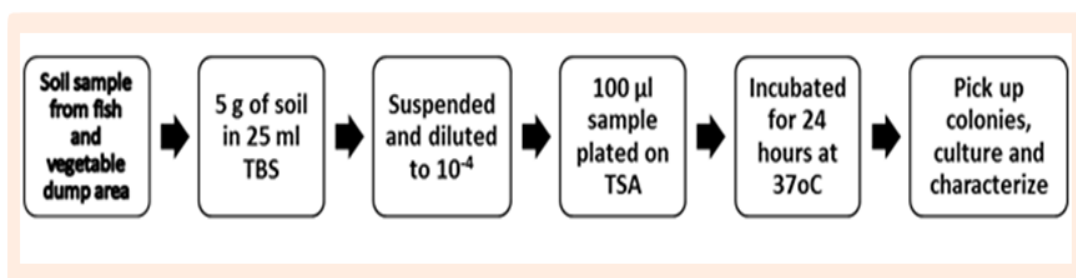 Soil sample
from fish
and
vegetable
dump area
5 g of soil
in 25 ml
TBS
Suspended
and diluted
to 10⁻⁴
100 µl
sample
plated on
TSA
Incubated
for 24
hours at
37oC
Pick up
colonies,
culture and
characterize